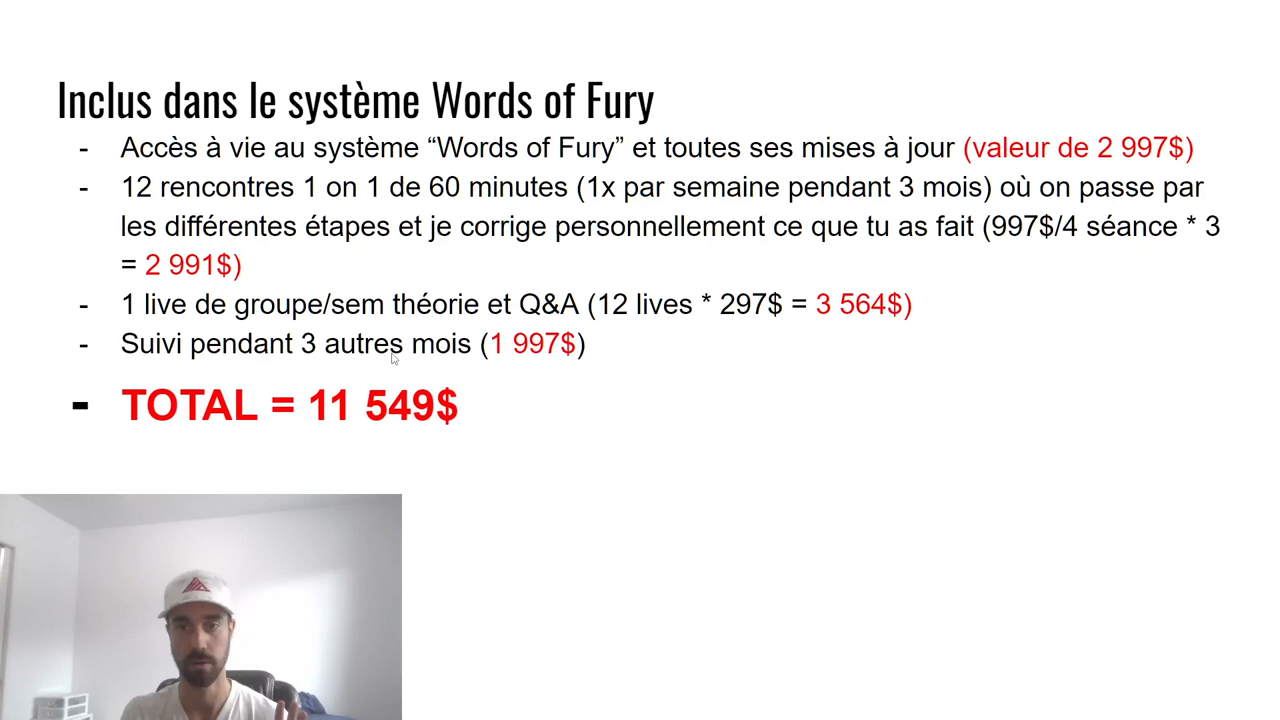 Inclus dans le système Words of Fury
- Accès à vie au système “Words of Fury” et toutes ses mises à jour (valeur de 2 997$)
- 12 rencontres 1 on 1 de 60 minutes (1x par semaine pendant 3 mois) où on passe par
les différentes étapes et je corrige personnellement ce que tu as fait (997$/4 séance * 3
= 2 991$)
- 1 live de groupe/sem théorie et Q&A (12 lives * 297$ = 3 564$)
- Suivi pendant 3 autres mois (1 997$)
- TOTAL = 11 549$